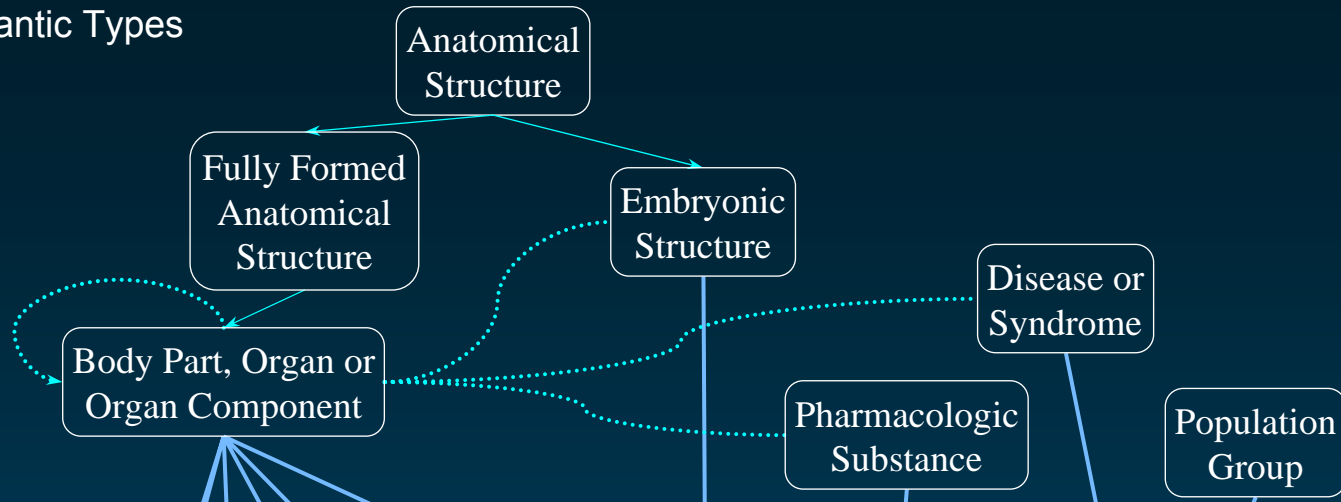 Types
Anatomical
Structure
Fully Formed
Anatomical
Structure
Embryonic
Structure
Disease or
Syndrome
Body Part, Organ or
Organ Component
Pharmacologic
Substance
Population
Group